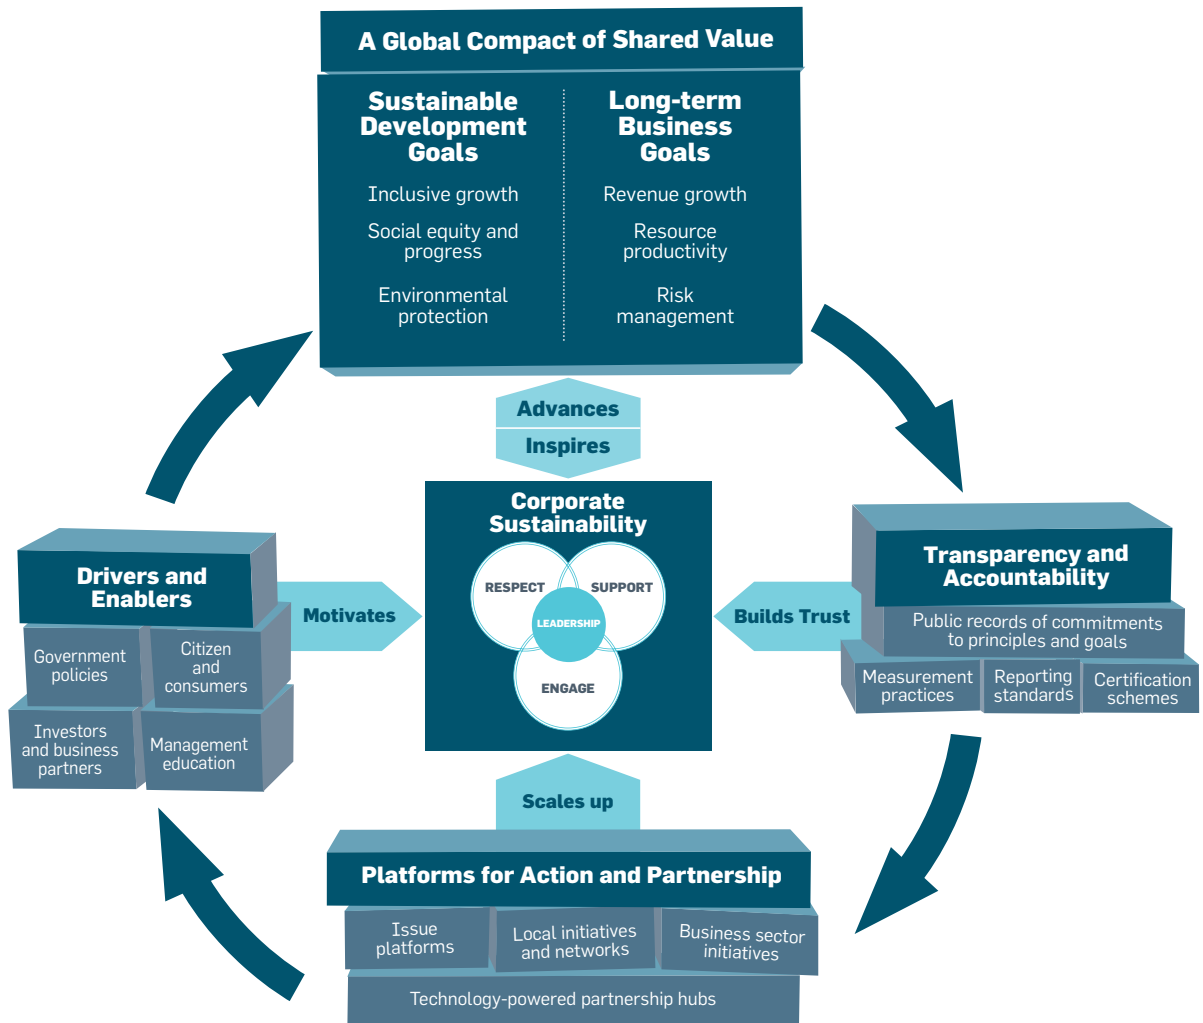 A Global Compact of Shared Value
Sustainable
Development
Goals
Inclusive growth
Social equity and
progress
Environmental
protection
Long-term
Business
Goals
Revenue growth
Resource
productivity
Risk
management
Advances
Inspires
Corporate
Sustainability
RESPECT
SUPPORT
LEADERSHIP
ENGAGE
Drivers and
Enablers
Government
policies
Citizen
and
consumers
Investors
and business
partners
Management
education
Motivates
Builds Trust
Transparency and
Accountability
Public records of commitments
to principles and goals
Measurement
practices
Reporting
standards
Certification
schemes
Scales up
Platforms for Action and Partnership
Issue
platforms
Local initiatives
and networks
Business sector
initiatives
Technology-powered partnership hubs